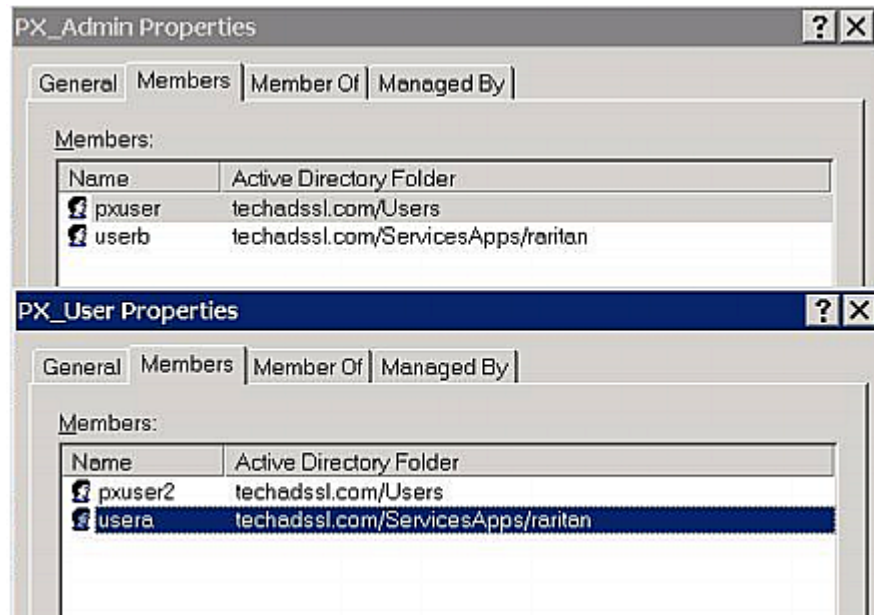 PX_Admin Properties
General Members Member Of Managed By
Members:
Name Active Directory Folder
pxuser techadssl.com/Users
userb techadssl.com/ServicesApps/raritan
PX_User Properties
General Members Member Of Managed By
Members:
Name Active Directory Folder
pxuser2 techadssl.com/Users
usera techadssl.com/ServicesApps/raritan